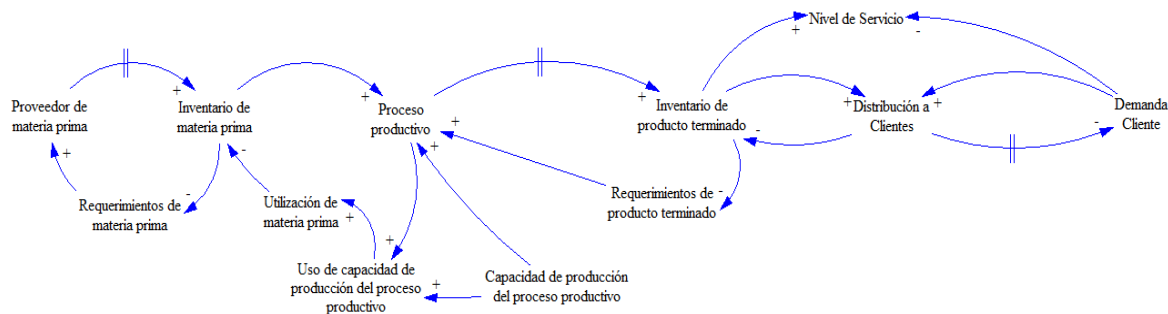 Nivel de Servicio
+
-
+
+
+
+
+
-
Proveedor de
materia prima
Inventario de
materia prima
Proceso
productivo
Inventario de
producto terminado
Distribución a
Clientes
Demanda
Cliente
+
-
+
+
-
-
Requerimientos de
materia prima
Utilización de
materia prima
+
Requerimientos de
producto terminado
-
+
Uso de capacidad de
producción del proceso
productivo
+
Capacidad de producción
del proceso productivo